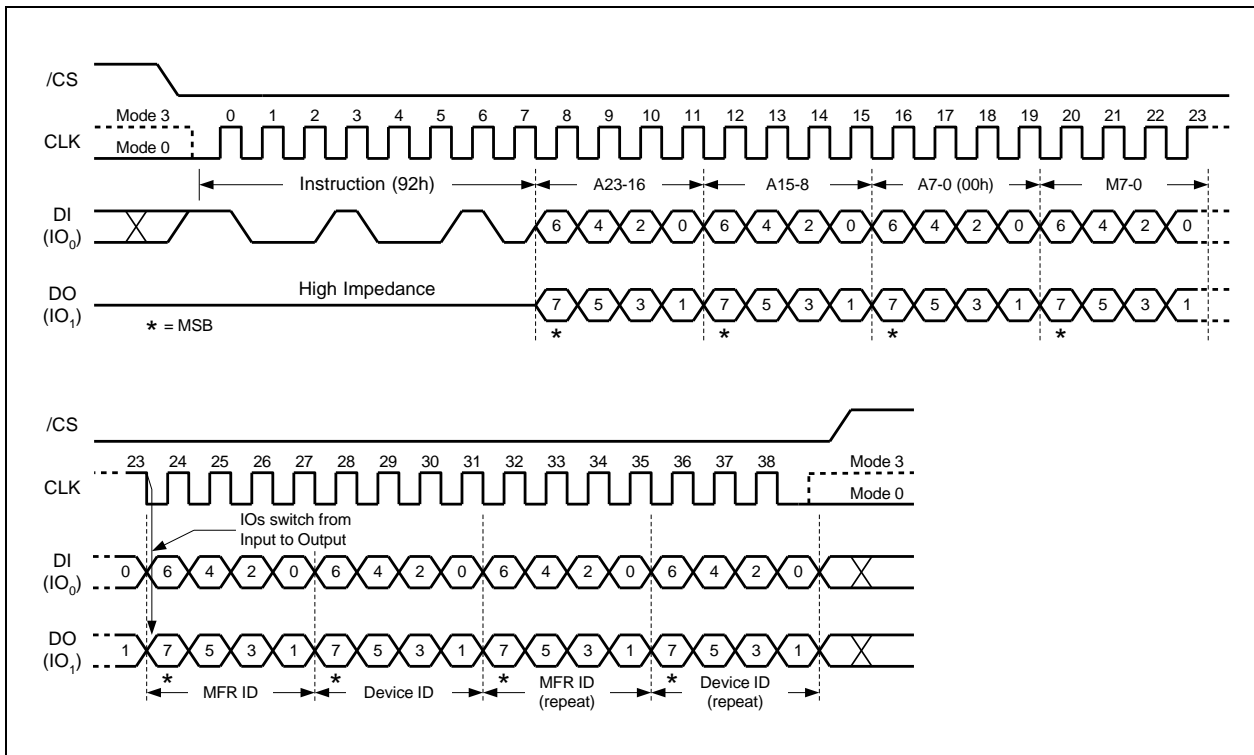 /CS
Mode 3 0 1 2 3 4 5 6 7 8 9 10 11 12 13 14 15 16 17 18 19 20 21 22 23
CLK
Mode 0
Instruction (92h) A23-16 A15-8 A7-0 (00h) M7-0
DI
(IO0)
6 4 2 0 6 4 2 0 6 4 2 0 6 4 2 0
High Impedance
DO
(IO1)
7 5 3 1 7 5 3 1 7 5 3 1 7 5 3 1
* = MSB
* * * *
/CS
23 24 25 26 27 28 29 30 31 32 33 34 35 36 37 38 Mode 3
CLK
Mode 0
IOs switch from
Input to Output
DI
(IO0)
0 6 4 2 0 6 4 2 0 6 4 2 0 6 4 2 0
DO
(IO1)
1 7 5 3 1 7 5 3 1 7 5 3 1 7 5 3 1
* * * *
MFR ID Device ID MFR ID
(repeat)
Device ID
(repeat)